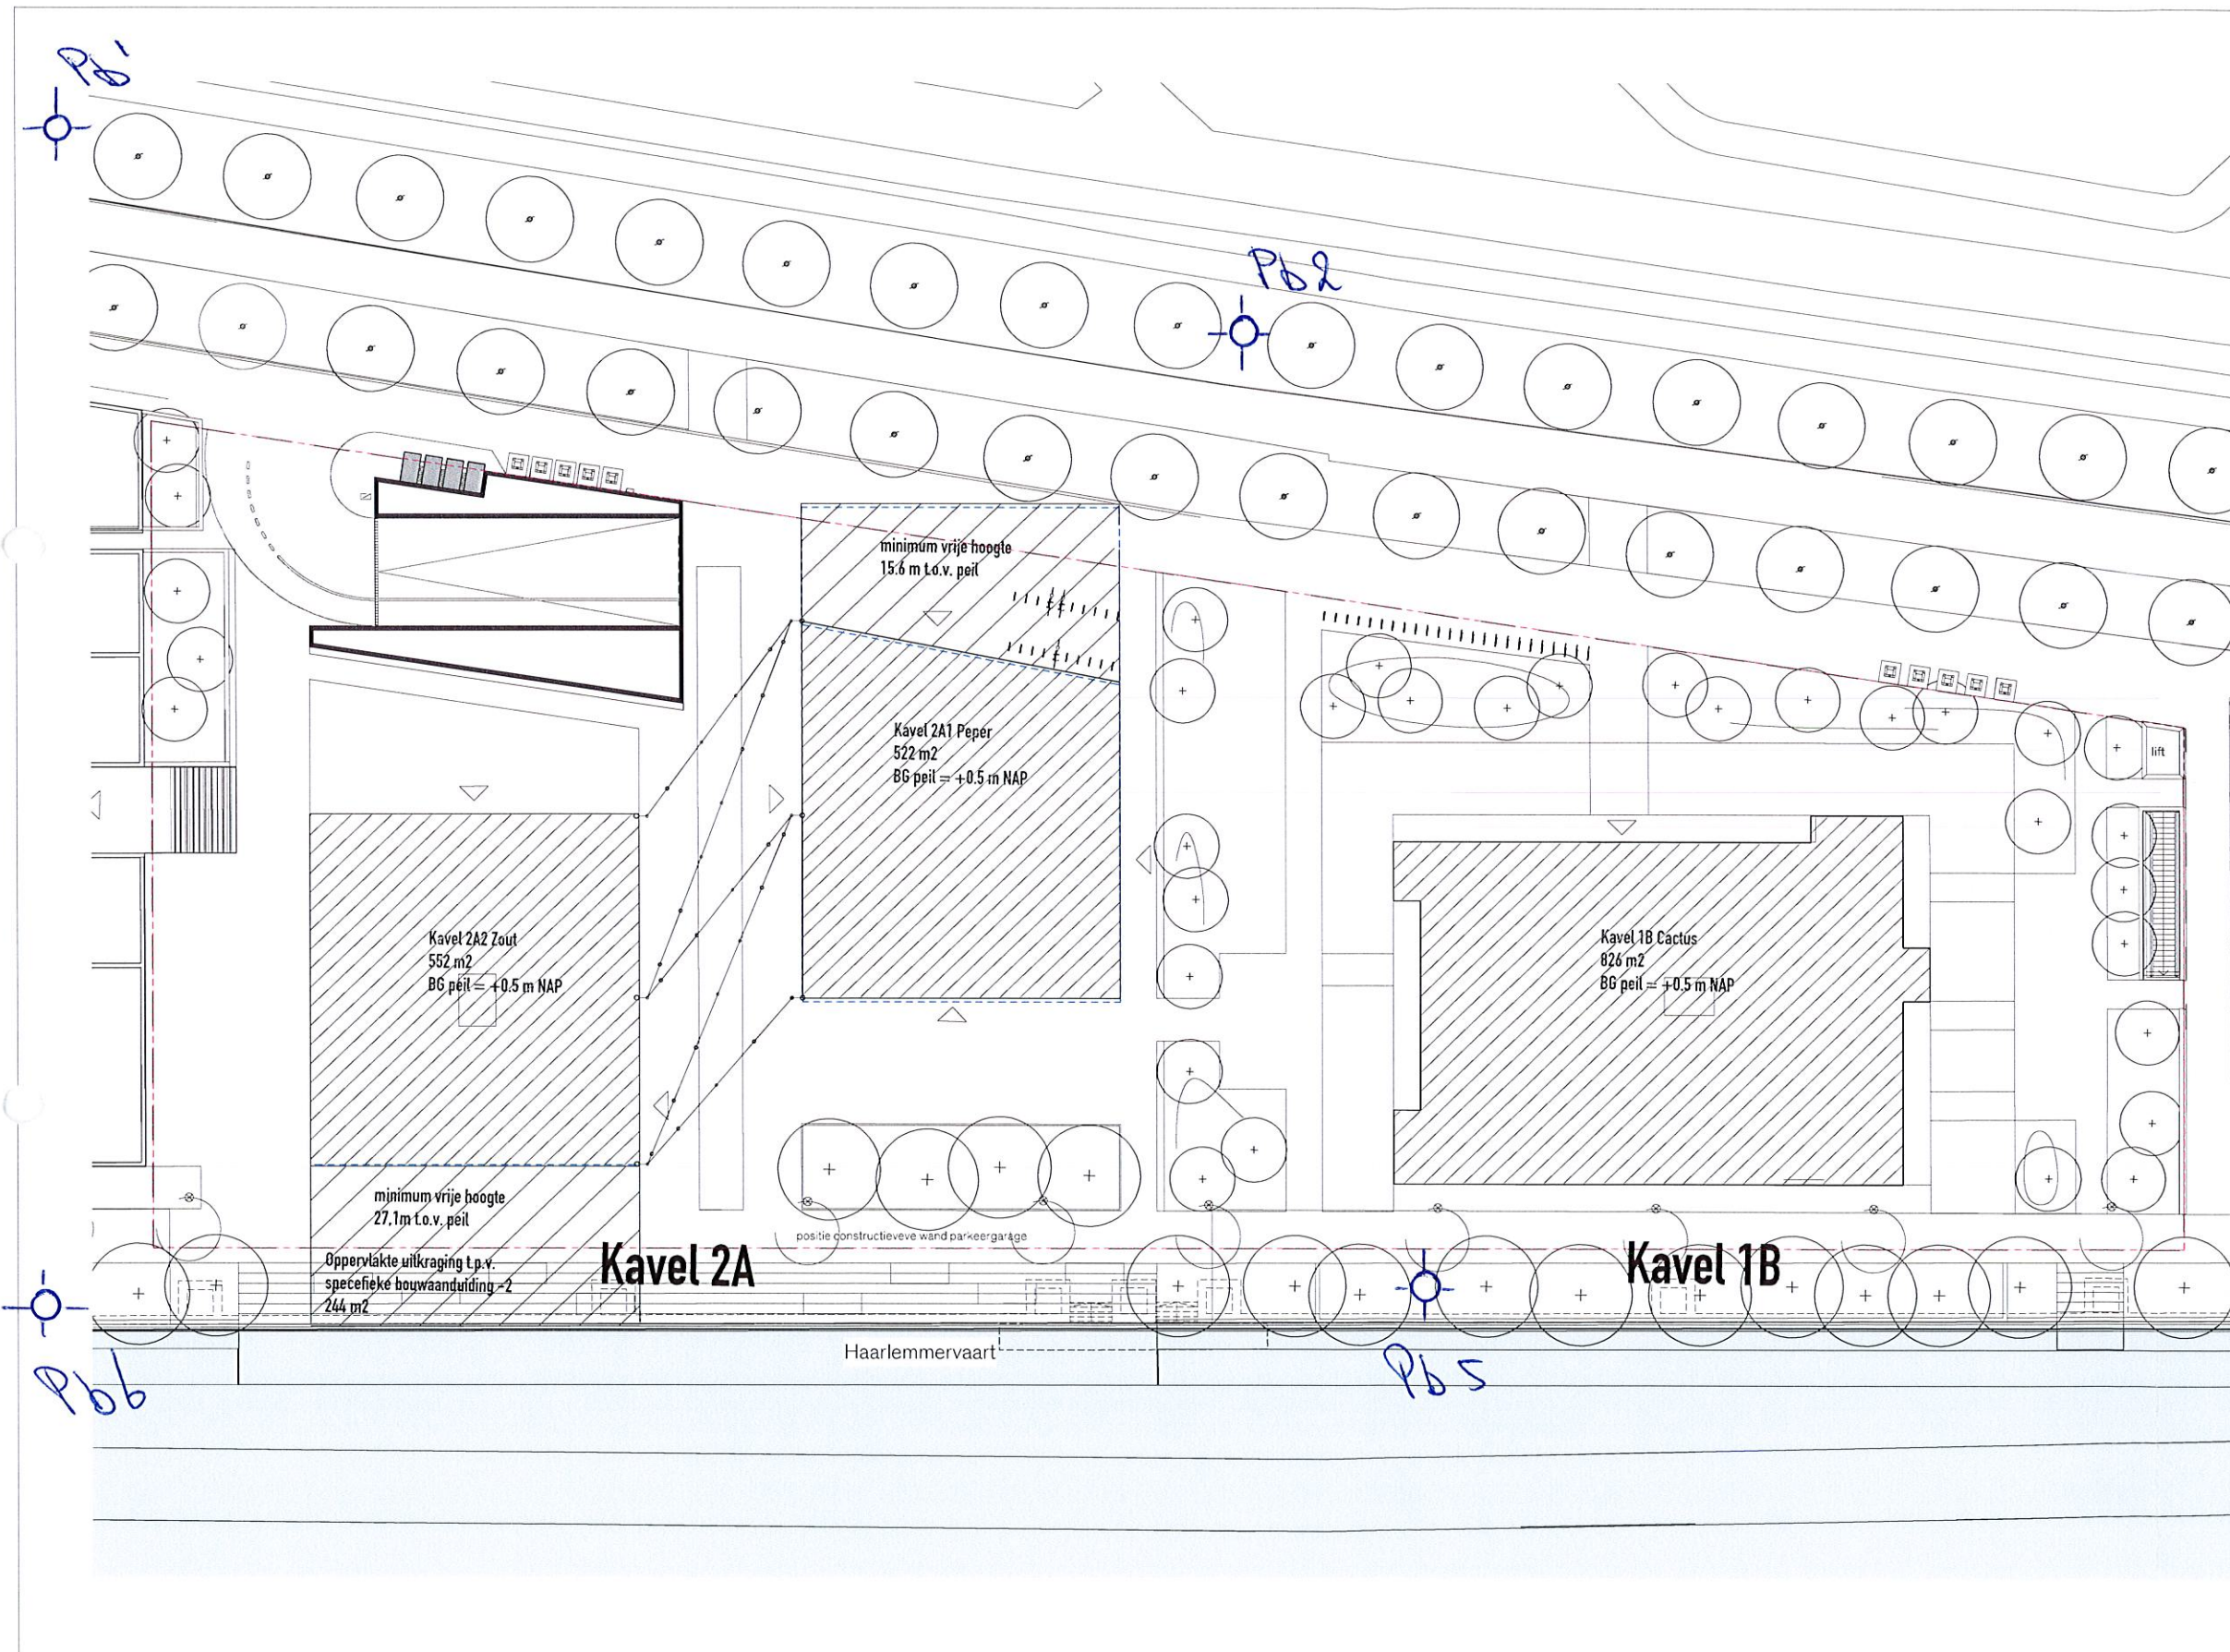 Pb1
Pb2
minimum vrije hoogte
15.6 m t.o.v. peil
Kavel 2A1 Peper
522 m2
BG peil = +0.5 m NAP
lift
Kavel 2A2 Zout
552 m2
BG peil = +0.5 m NAP
Kavel 1B Cactus
826 m2
BG peil = +0.5 m NAP
minimum vrije hoogte
27,1m t.o.v. peil
positie constructieveve wand parkeergarage
Oppervlakte uitkraging t.p.v.
specefieke bouwaanduiding -2
244 m2
Kavel 2A
Kavel 1B
Haarlemmervaart
Pb6
Pb5